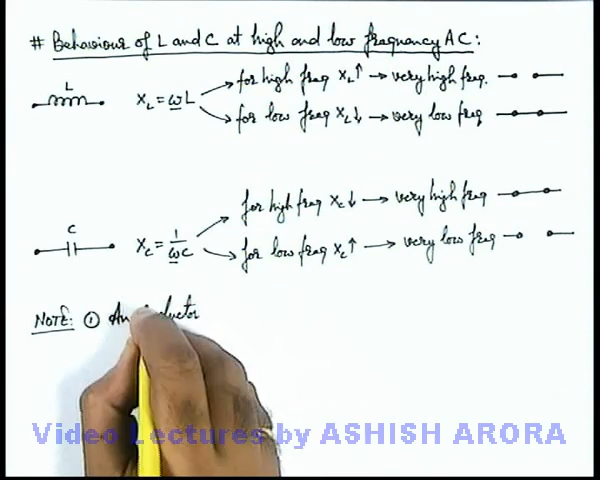 # Behaviour of L and C at high and low frequency AC:
L
X_L = ωL
for high freq X_L↑ → very high freq.
for low freq X_L↓ → very low freq
C
X_C = 1/ωC
for high freq X_C↓ → very high freq
for low freq X_C↑ → very low freq
NOTE: ① An
Video Lectures by ASHISH ARORA